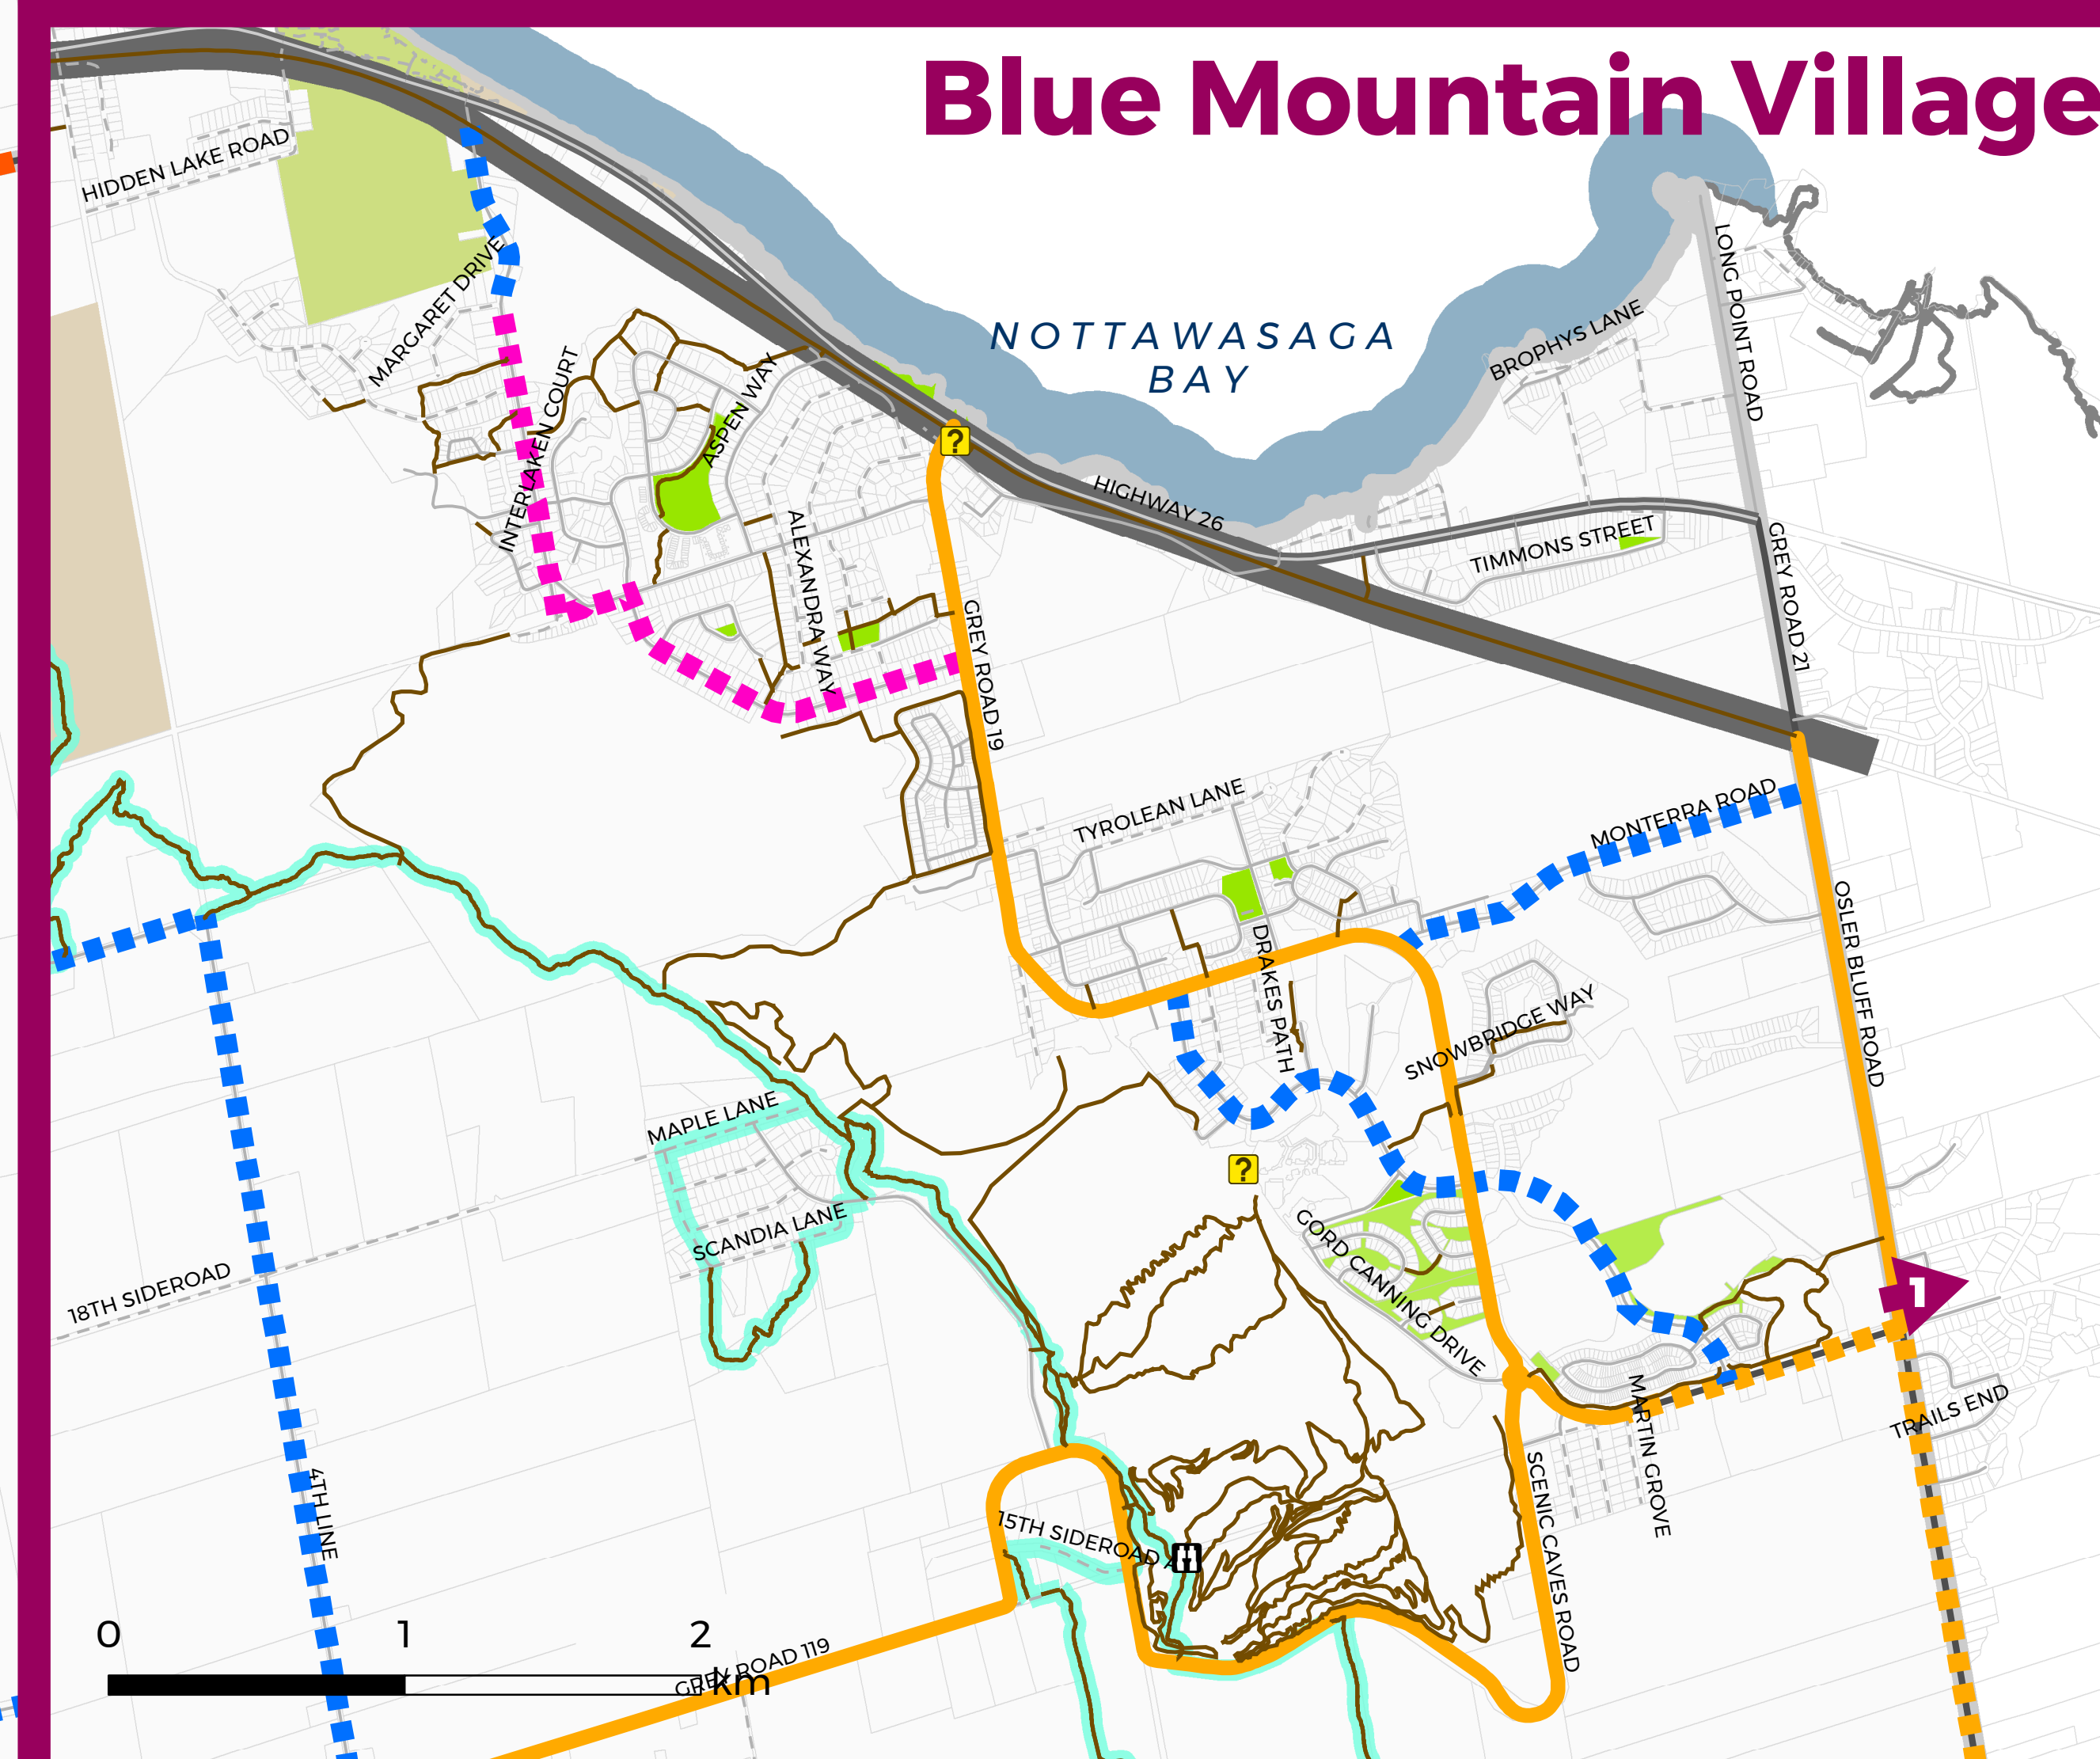 Blue Mountain Village
HIDDEN LAKE ROAD
MARGARET DRIVE
INTERLAKEN COURT
ASPEN WAY
ALEXANDRA WAY
?
NOTTAWASAGA
BAY
HIGHWAY 26
BROPHYS LANE
LONG POINT ROAD
TIMMONS STREET
GREY ROAD 21
GREY ROAD 19
TYROLEAN LANE
MONTERRA ROAD
OSLER BLUFF ROAD
DRAKES PATH
SNOWBRIDGE WAY
MAPLE LANE
SCANDIA LANE
18TH SIDEROAD
?
GORD CANNING DRIVE
1
TRAILS END
MARTIN GROVE
SCENIC CAVES ROAD
4TH LINE
15TH SIDEROAD A
GREY ROAD 119
0 1 2
km